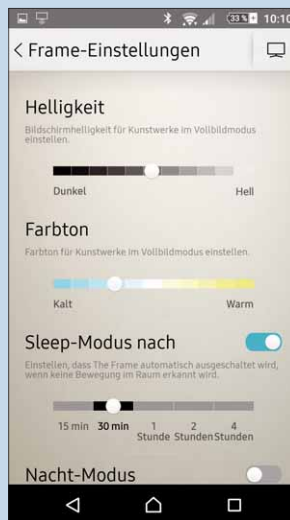 33 % 10:10
< Frame-Einstellungen
Helligkeit
Bildschirmhelligkeit für Kunstwerke im Vollbildmodus
einstellen.
Dunkel Hell
Farbton
Farbton für Kunstwerke im Vollbildmodus einstellen.
Kalt Warm
Sleep-Modus nach
Einstellen, dass The Frame automatisch ausgeschaltet wird,
wenn keine Bewegung im Raum erkannt wird.
15 min 30 min 1 2 4
Stunde Stunden Stunden
Nacht-Modus